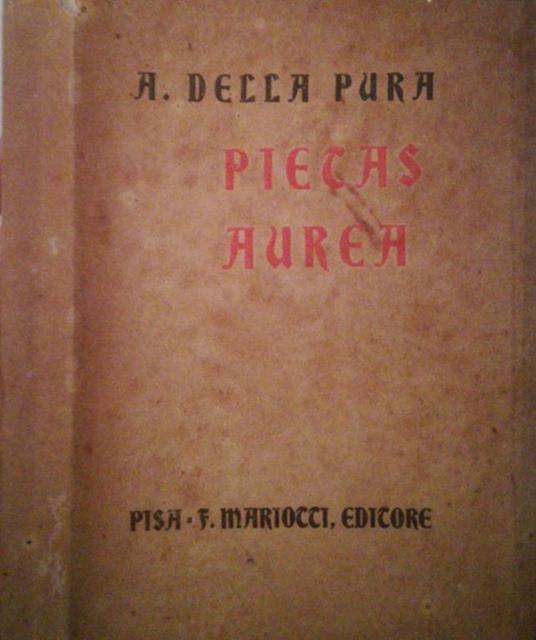 A. DELLA PURA
PIETAS
AUREA
PISA - F. MARIOTTI, EDITORE